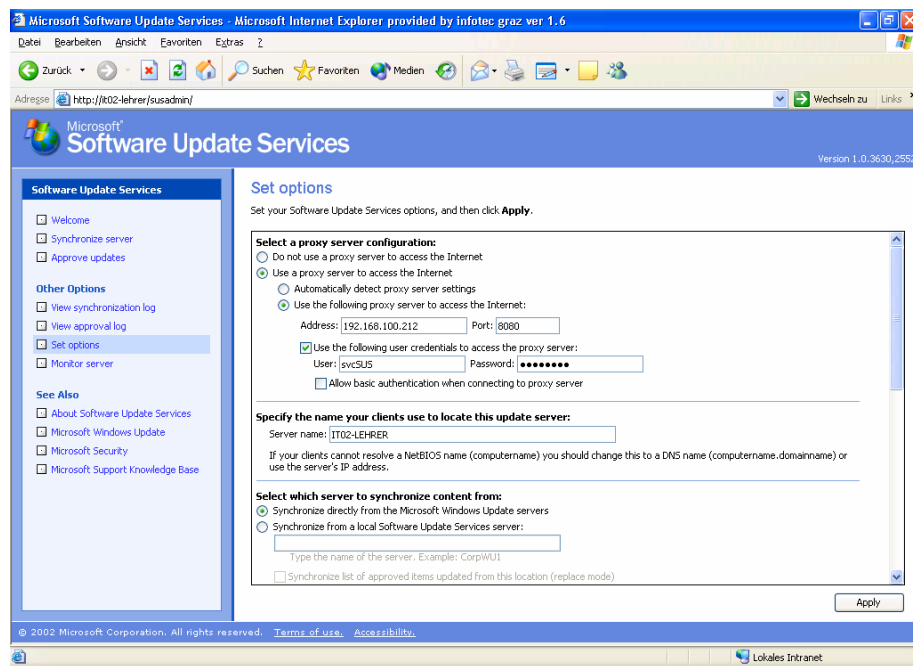 Microsoft Software Update Services - Microsoft Internet Explorer provided by infotec graz ver 1.6
Datei Bearbeiten Ansicht Favoriten Extras ?
Zurück Suchen Favoriten Medien
Adresse http://it02-lehrer/susadmin/ Wechseln zu Links
Microsoft
Software Update Services
Version 1.0.3630,2552
Software Update Services
Welcome
Synchronize server
Approve updates
Other Options
View synchronization log
View approval log
Set options
Monitor server
See Also
About Software Update Services
Microsoft Windows Update
Microsoft Security
Microsoft Support Knowledge Base
Set options
Set your Software Update Services options, and then click Apply.
Select a proxy server configuration:
Do not use a proxy server to access the Internet
Use a proxy server to access the Internet
Automatically detect proxy server settings
Use the following proxy server to access the Internet:
Address: 192.168.100.212 Port: 8080
Use the following user credentials to access the proxy server:
User: svcSUS Password: ●●●●●●●●
Allow basic authentication when connecting to proxy server
Specify the name your clients use to locate this update server:
Server name: IT02-LEHRER
If your clients cannot resolve a NetBIOS name (computername) you should change this to a DNS name (computername.domainname) or
use the server's IP address.
Select which server to synchronize content from:
Synchronize directly from the Microsoft Windows Update servers
Synchronize from a local Software Update Services server:
Type the name of the server. Example: CorpWU1
Synchronize list of approved items updated from this location (replace mode)
Apply
© 2002 Microsoft Corporation. All rights reserved. Terms of use. Accessibility.
Lokales Intranet